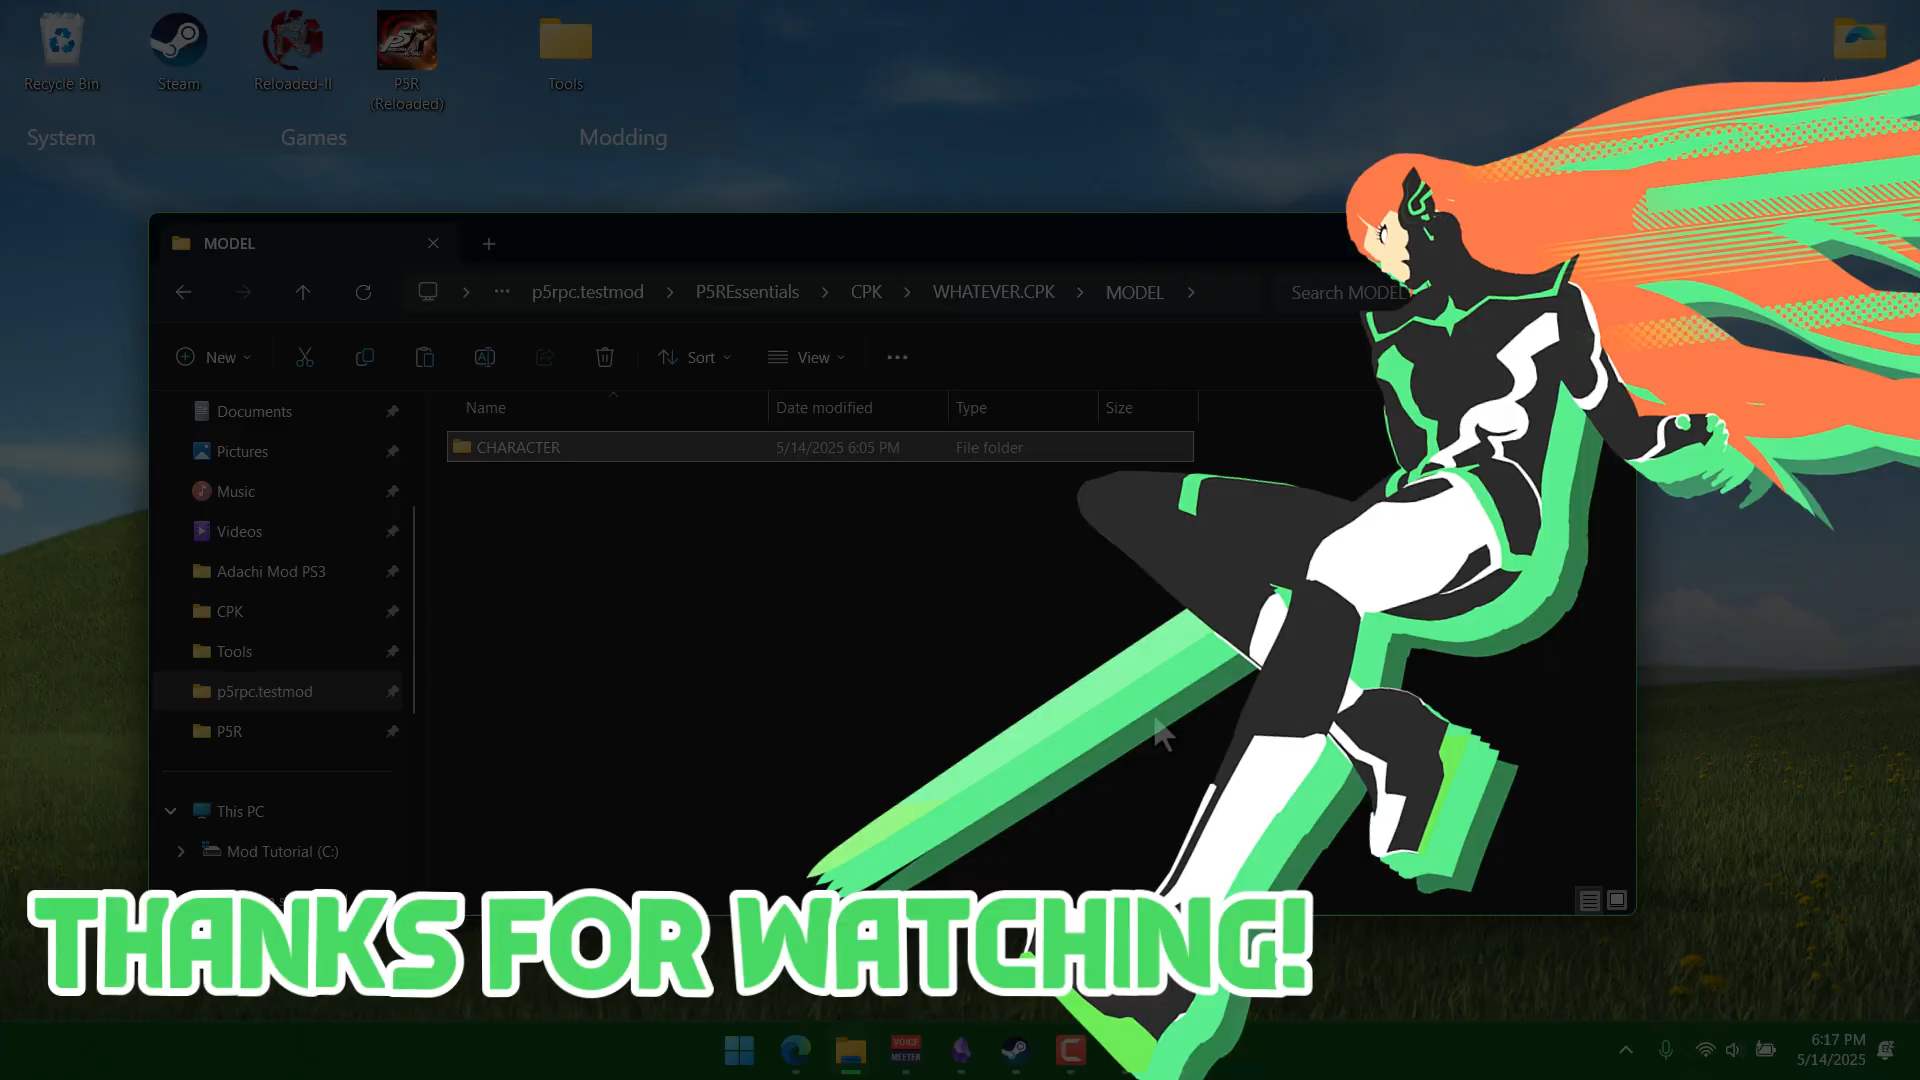 Recycle Bin
Steam
Reloaded-II
P5R
(Reloaded)
Tools
System
Games
Modding
MODEL
p5rpc.testmod
P5REssentials
CPK
WHATEVER.CPK
MODEL
Search MODEL
New
Sort
View
Name
Date modified
Type
Size
CHARACTER
5/14/2025 6:05 PM
File folder
Documents
Pictures
Music
Videos
Adachi Mod PS3
CPK
Tools
p5rpc.testmod
P5R
This PC
Mod Tutorial (C:)
THANKS FOR WATCHING!
VOICE
MEETER
6:17 PM
5/14/2025